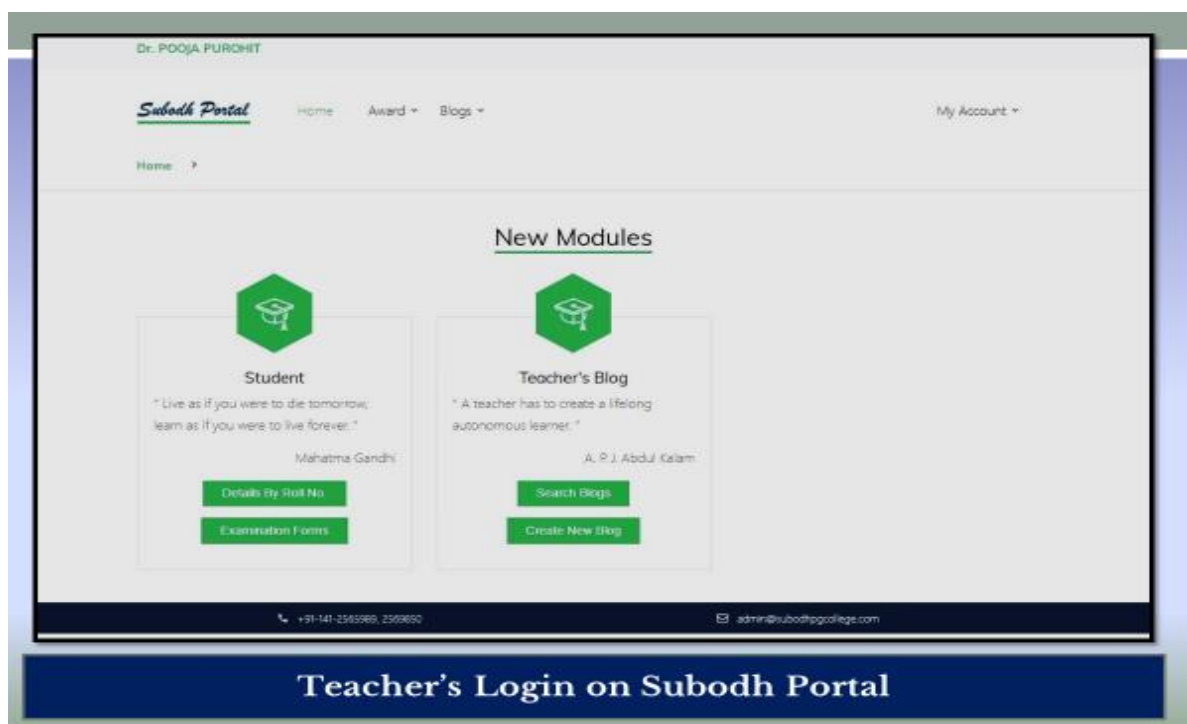 Dr. POOJA PUROHIT
Subodh Portal Home Award Blogs My Account
Home >
New Modules
Student
" Live as if you were to die tomorrow;
learn as if you were to live forever. "
Mahatma Gandhi
Details By Roll No.
Examination Forms
Teacher's Blog
" A teacher has to create a lifelong
autonomous learner. "
A. P. J. Abdul Kalam
Search Blogs
Create New Blog
+91-141-2565989, 2569850 admin@subodhpgcollege.com
Teacher's Login on Subodh Portal